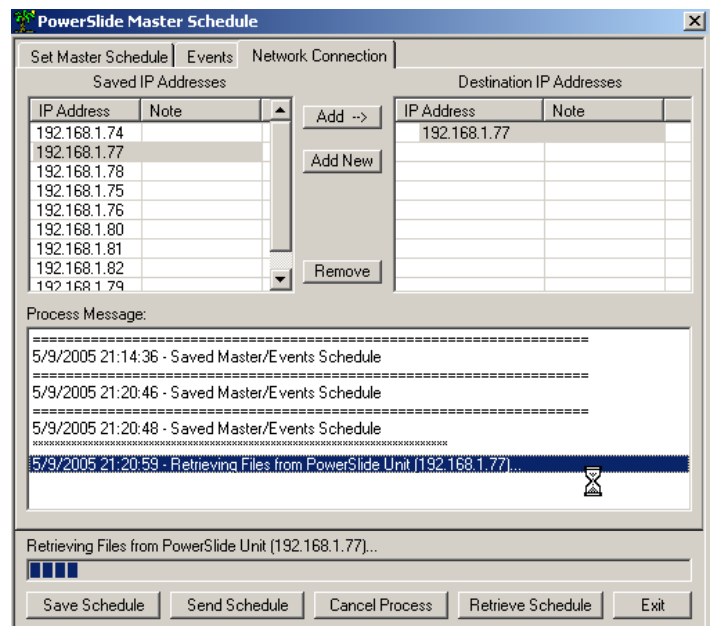 PowerSlide Master Schedule
Set Master Schedule Events Network Connection
Saved IP Addresses Destination IP Addresses
IP Address Note Add --> IP Address Note
192.168.1.74 192.168.1.77
192.168.1.77 Add New
192.168.1.78
192.168.1.75
192.168.1.76
192.168.1.80
192.168.1.81
192.168.1.82 Remove
192.168.1.79
Process Message:
====================================================================
5/9/2005 21:14:36 - Saved Master/Events Schedule
====================================================================
5/9/2005 21:20:46 - Saved Master/Events Schedule
====================================================================
5/9/2005 21:20:48 - Saved Master/Events Schedule
****************************************************************************
5/9/2005 21:20:59 - Retrieving Files from PowerSlide Unit (192.168.1.77)...
Retrieving Files from PowerSlide Unit (192.168.1.77)...
Save Schedule Send Schedule Cancel Process Retrieve Schedule Exit